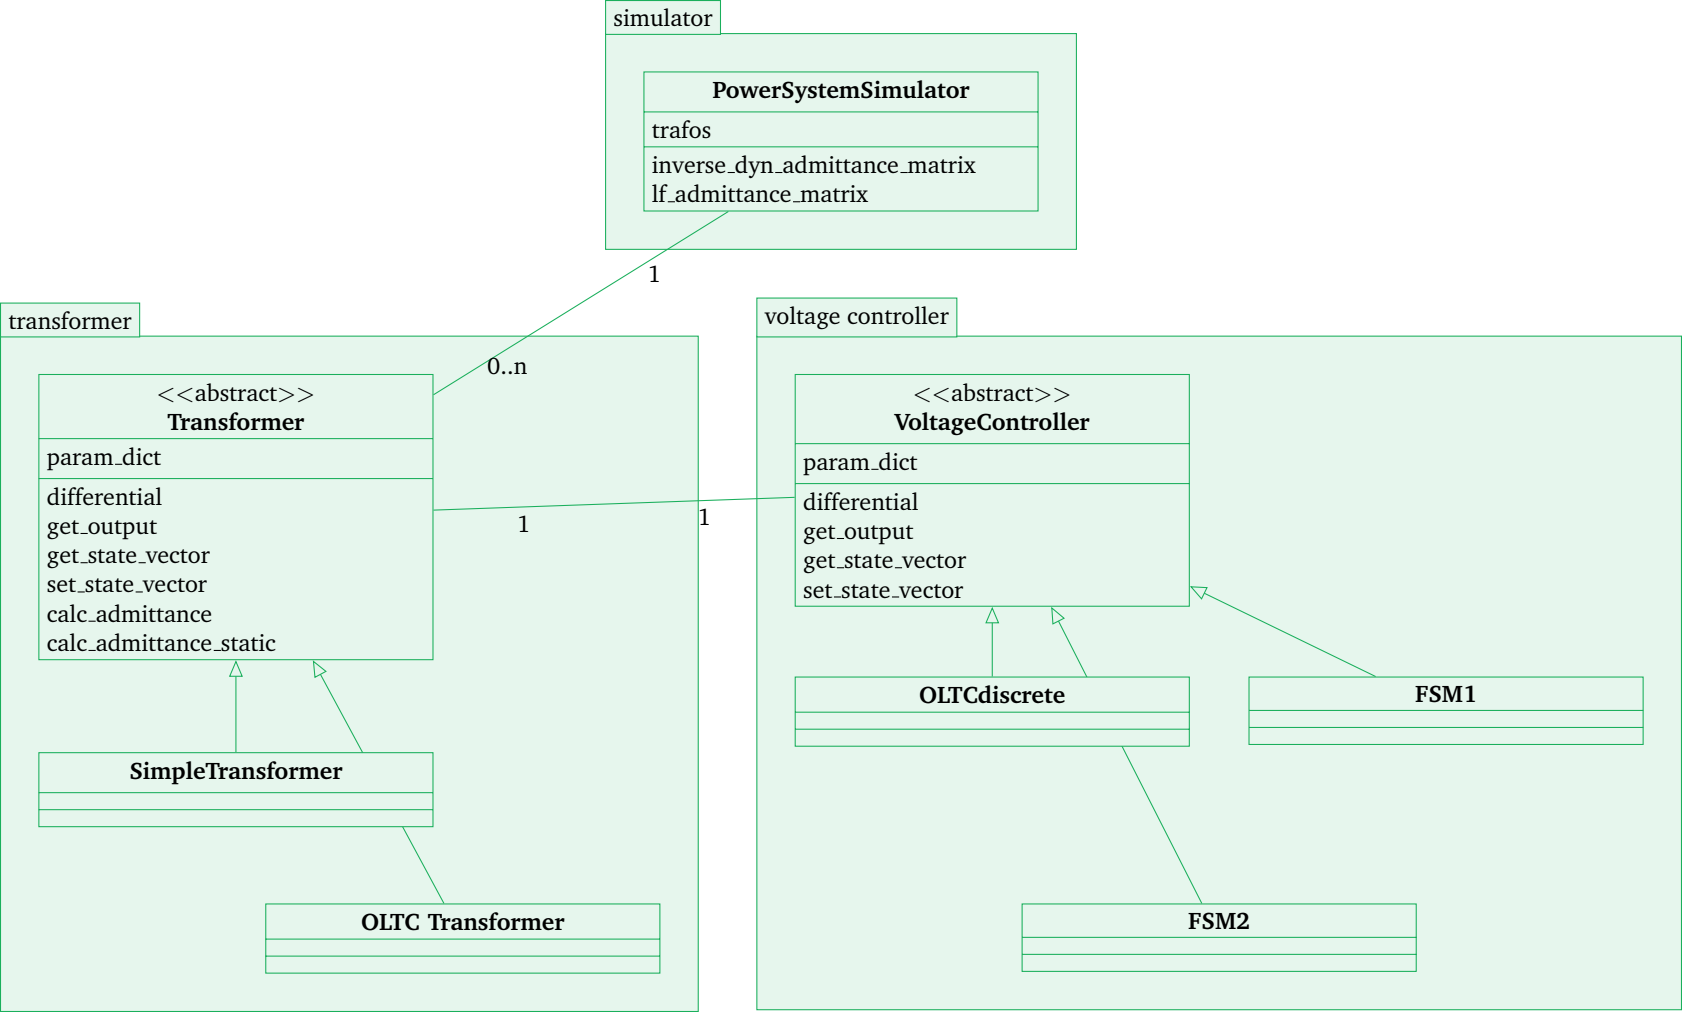 simulator
PowerSystemSimulator
trafos
inverse_dyn_admittance_matrix
lf_admittance_matrix
1
0..n
transformer
<<abstract>>
Transformer
param_dict
differential
get_output
get_state_vector
set_state_vector
calc_admittance
calc_admittance_static
1
1
SimpleTransformer
OLTC Transformer
voltage controller
<<abstract>>
VoltageController
param_dict
differential
get_output
get_state_vector
set_state_vector
OLTCdiscrete
FSM1
FSM2